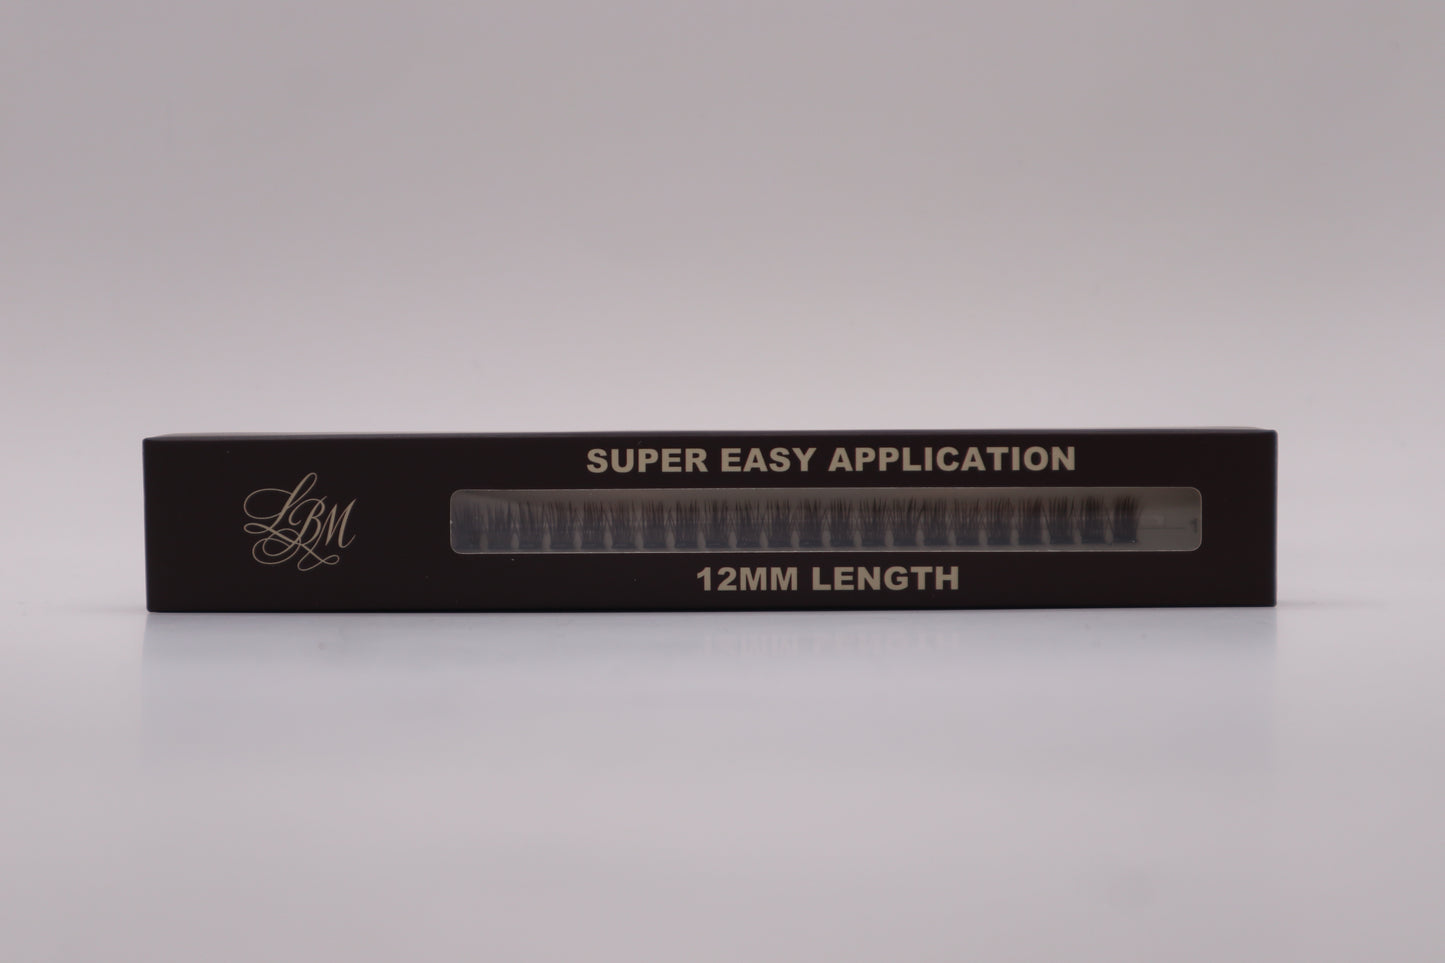 LBM
SUPER EASY APPLICATION
12MM LENGTH